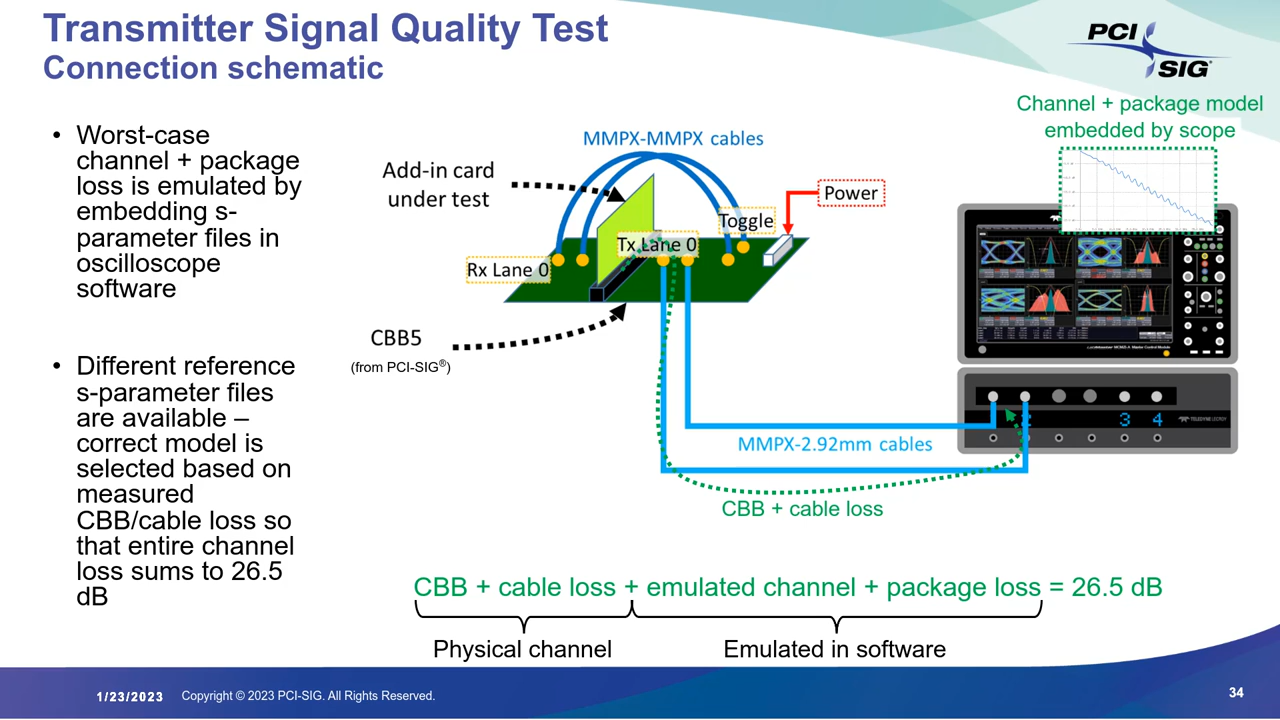 Transmitter Signal Quality Test
Connection schematic
PCI
SIG
• Worst-case
channel + package
loss is emulated by
embedding s-
parameter files in
oscilloscope
software
• Different reference
s-parameter files
are available –
correct model is
selected based on
measured
CBB/cable loss so
that entire channel
loss sums to 26.5
dB
Channel + package model
embedded by scope
MMPX-MMPX cables
Add-in card
under test
Power
Toggle
Tx Lane 0
Rx Lane 0
CBB5
(from PCI-SIG®)
2
3
4
TELEDYNE LECROY
MMPX-2.92mm cables
CBB + cable loss
CBB + cable loss + emulated channel + package loss = 26.5 dB
Physical channel
Emulated in software
1/23/2023
Copyright © 2023 PCI-SIG. All Rights Reserved.
34